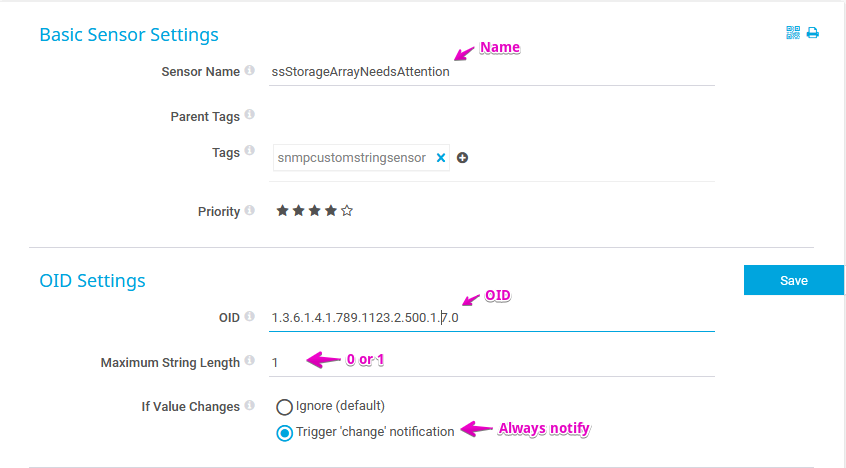 Basic Sensor Settings
Name
Sensor Name ssStorageArrayNeedsAttention
Parent Tags
Tags snmpcustomstringsensor
Priority
OID Settings
Save
OID
OID 1.3.6.1.4.1.789.1123.2.500.1.7.0
Maximum String Length 1 0 or 1
If Value Changes Ignore (default)
Trigger 'change' notification Always notify